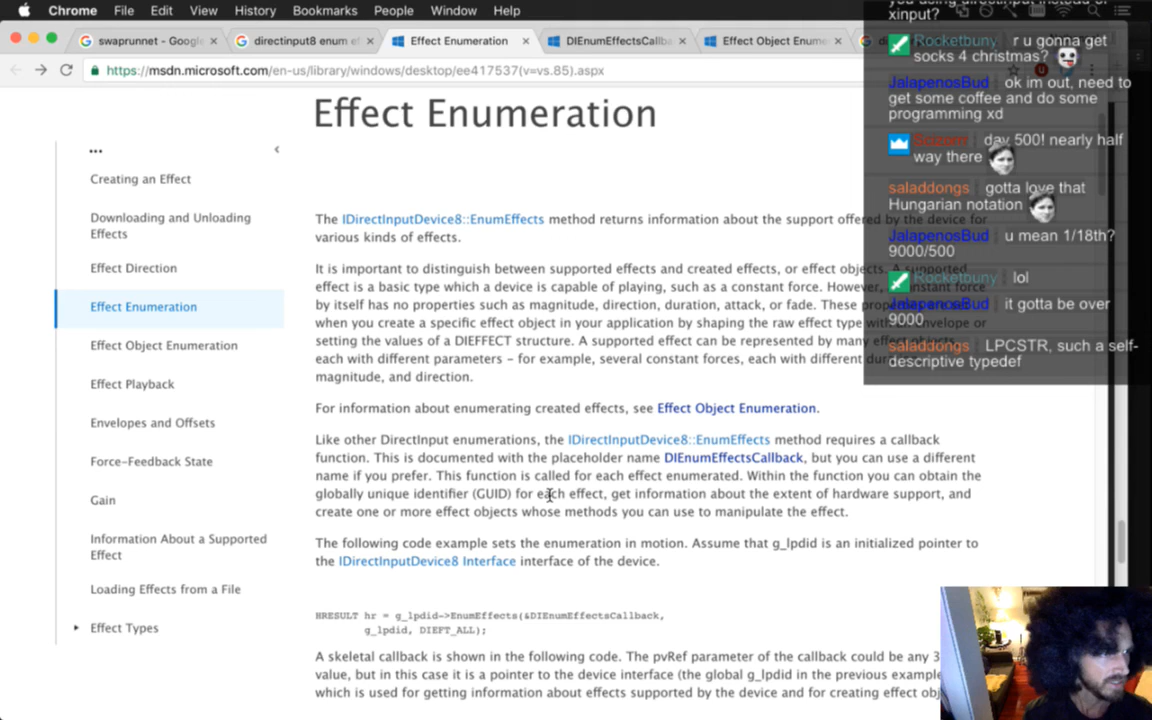 Chrome File Edit View History Bookmarks People Window Help
swaprunnet - Google
directinput8 enum ef
Effect Enumeration
DIEnumEffectsCallba
Effect Object Enume
https://msdn.microsoft.com/en-us/library/windows/desktop/ee417537(v=vs.85).aspx
Effect Enumeration
...
Creating an Effect
Downloading and Unloading
Effects
Effect Direction
Effect Enumeration
Effect Object Enumeration
Effect Playback
Envelopes and Offsets
Force-Feedback State
Gain
Information About a Supported
Effect
Loading Effects from a File
Effect Types
The IDirectInputDevice8::EnumEffects method returns information about the support offered by the device for
various kinds of effects.
It is important to distinguish between supported effects and created effects, or effect objects. A supported
effect is a basic type which a device is capable of playing, such as a constant force. However, a constant force
by itself has no properties such as magnitude, direction, duration, attack, or fade. These
when you create a specific effect object in your application by shaping the raw effect type with envelope or
setting the values of a DIEFFECT structure. A supported effect can be represented by many
each with different parameters – for example, several constant forces, each with different
magnitude, and direction.
For information about enumerating created effects, see Effect Object Enumeration.
Like other DirectInput enumerations, the IDirectInputDevice8::EnumEffects method requires a callback
function. This is documented with the placeholder name DIEnumEffectsCallback, but you can use a different
name if you prefer. This function is called for each effect enumerated. Within the function you can obtain the
globally unique identifier (GUID) for each effect, get information about the extent of hardware support, and
create one or more effect objects whose methods you can use to manipulate the effect.
The following code example sets the enumeration in motion. Assume that g_lpdid is an initialized pointer to
the IDirectInputDevice8 Interface interface of the device.
HRESULT hr = g_lpdid->EnumEffects(&DIEnumEffectsCallback,
g_lpdid, DIEFT_ALL);
A skeletal callback is shown in the following code. The pvRef parameter of the callback could be any 3
value, but in this case it is a pointer to the device interface (the global g_lpdid in the previous example
which is used for getting information about effects supported by the device and for creating effect obj
xinput?
Rocketbuny r u gonna get
socks 4 christmas?
JalapenosBud ok im out, need to
get some coffee and do some
programming xd
day 500! nearly half
way there
saladdongs gotta love that
Hungarian notation
JalapenosBud u mean 1/18th?
9000/500
Rocketbuny lol
JalapenosBud it gotta be over
9000
saladdongs LPCSTR, such a self-
descriptive typedef